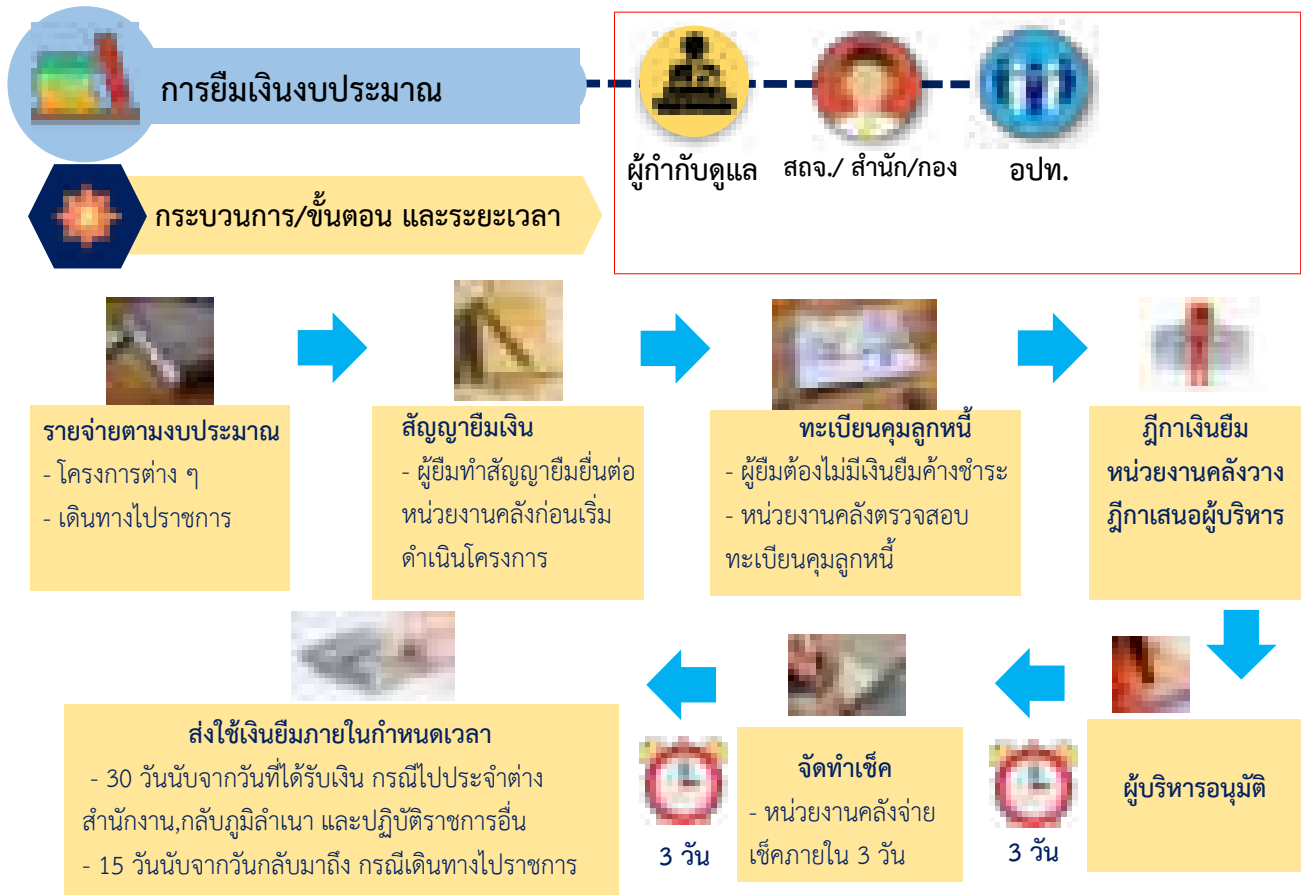 การยืมเงินงบประมาณ
ผู้กำกับดูแล
สถจ./ สำนัก/กอง
อปท.
กระบวนการ/ขั้นตอน และระยะเวลา
รายจ่ายตามงบประมาณ
- โครงการต่าง ๆ
- เดินทางไปราชการ
สัญญายืมเงิน
- ผู้ยืมทำสัญญายืมยื่นต่อ
หน่วยงานคลังก่อนเริ่ม
ดำเนินโครงการ
ทะเบียนคุมลูกหนี้
- ผู้ยืมต้องไม่มีเงินยืมค้างชำระ
- หน่วยงานคลังตรวจสอบ
ทะเบียนคุมลูกหนี้
ฎีกาเงินยืม
หน่วยงานคลังวาง
ฎีกาเสนอผู้บริหาร
ผู้บริหารอนุมัติ
3 วัน
จัดทำเช็ค
- หน่วยงานคลังจ่าย
เช็คภายใน 3 วัน
3 วัน
ส่งใช้เงินยืมภายในกำหนดเวลา
- 30 วันนับจากวันที่ได้รับเงิน กรณีไปประจำต่าง
สำนักงาน,กลับภูมิลำเนา และปฏิบัติราชการอื่น
- 15 วันนับจากวันกลับมาถึง กรณีเดินทางไปราชการ